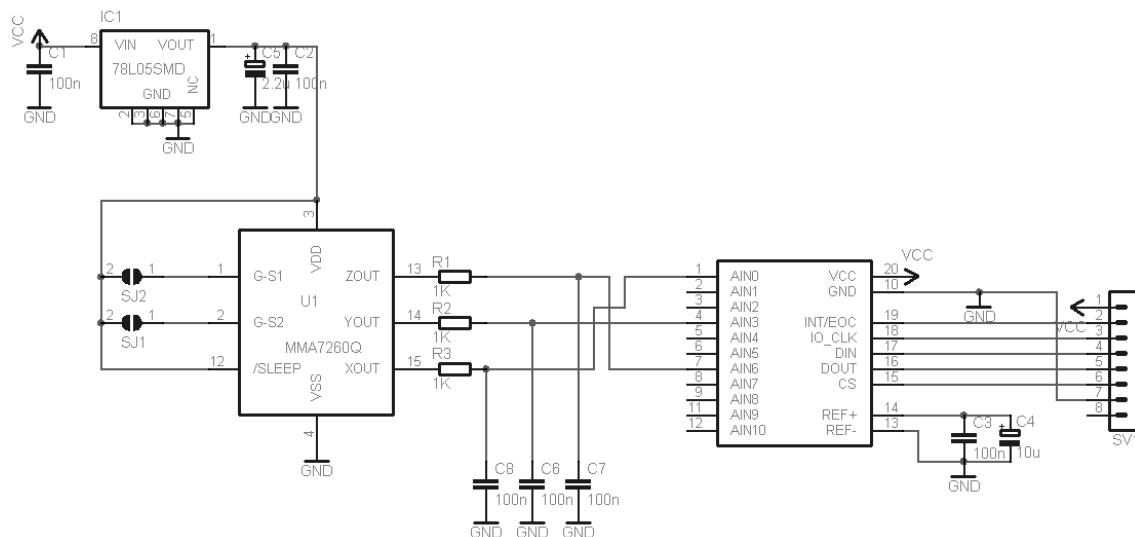 VCC
IC1
8
VIN
VOUT
1
78L05SMD
GND
NC
2
3
6
7
5
GND
C1
100n
GND
C5
2.2u
GND
C2
100n
GND
3
VDD
2
1
SJ2
1
G-S1
2
1
SJ1
2
G-S2
12
/SLEEP
U1
MMA7260Q
VSS
4
GND
ZOUT
13
R1
1K
YOUT
14
R2
1K
XOUT
15
R3
1K
C8
100n
GND
C6
100n
GND
C7
100n
GND
1
AIN0
2
AIN1
3
AIN2
4
AIN3
5
AIN4
6
AIN5
7
AIN6
8
AIN7
9
AIN8
11
AIN9
12
AIN10
VCC
20
VCC
GND
10
GND
INT/EOC
19
IO_CLK
18
DIN
17
DOUT
16
CS
15
REF+
14
REF-
13
C3
100n
C4
10u
GND
VCC
1
2
3
4
5
6
7
8